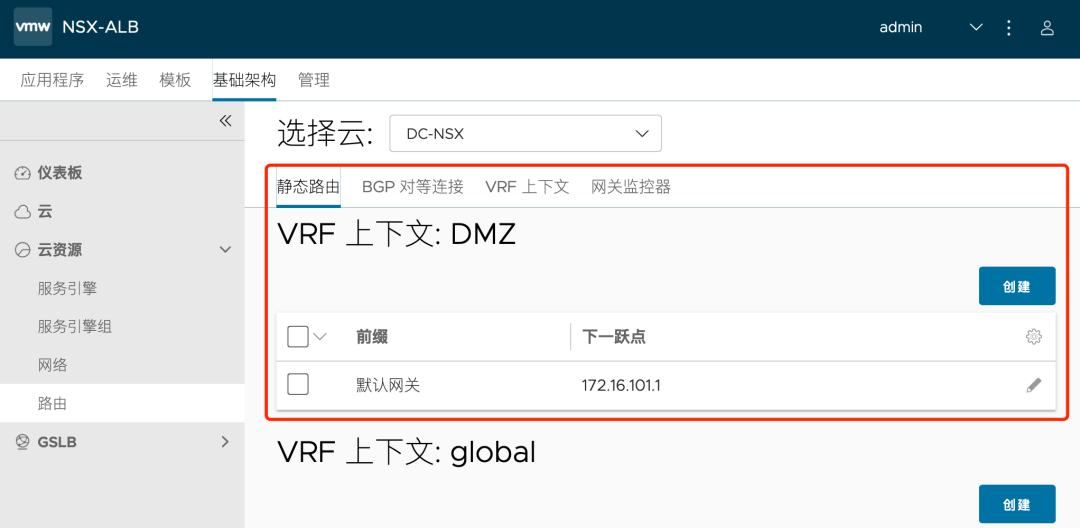 vmw NSX-ALB admin
应用程序 运维 模板 基础架构 管理
选择云: DC-NSX
仪表板
云
云资源
服务引擎
服务引擎组
网络
路由
GSLB
静态路由 BGP 对等连接 VRF 上下文 网关监控器
VRF 上下文: DMZ
创建
前缀 下一跃点
默认网关 172.16.101.1
VRF 上下文: global
创建